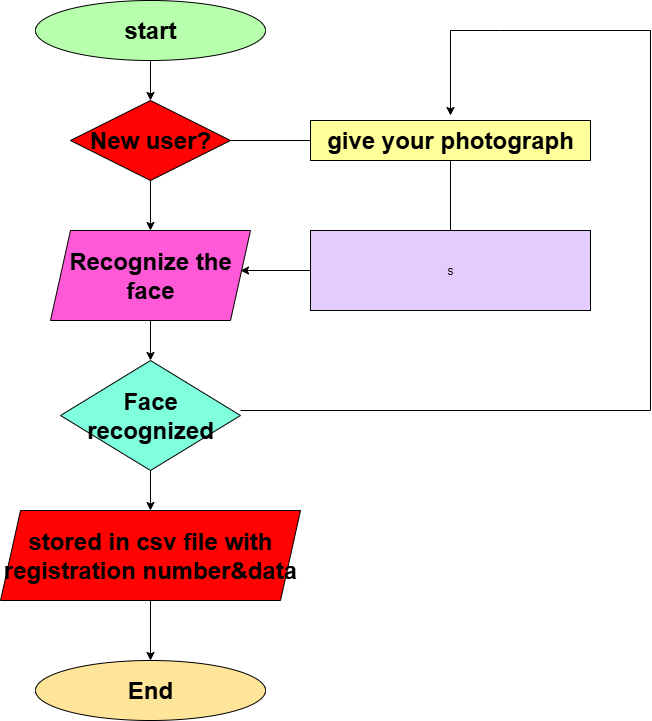 start
New user?
give your photograph
Recognize the
face
s
Face
recognized
stored in csv file with
registration number&data
End